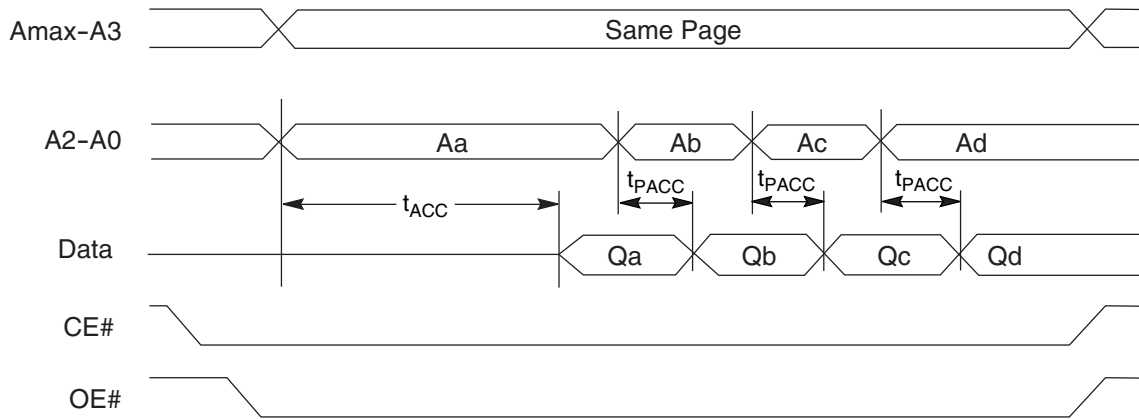 Amax-A3
Same Page
A2-A0
Aa
Ab
Ac
Ad
tACC
tPACC
tPACC
tPACC
Data
Qa
Qb
Qc
Qd
CE#
OE#